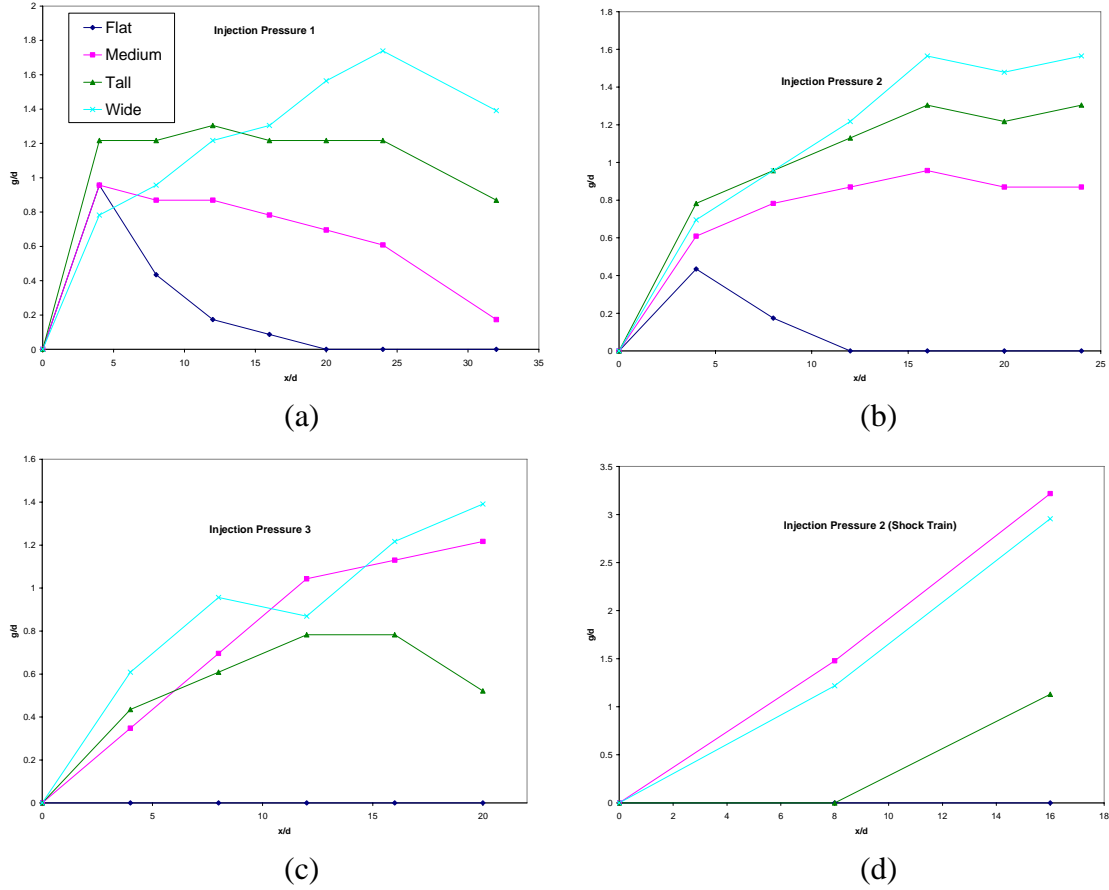 Injection Pressure 1
Flat
Medium
Tall
Wide
g/d
2
1.8
1.6
1.4
1.2
1
0.8
0.6
0.4
0.2
0
0 5 10 15 20 25 30 35
x/d
(a)
Injection Pressure 2
g/d
1.8
1.6
1.4
1.2
1
0.8
0.6
0.4
0.2
0
0 5 10 15 20 25
x/d
(b)
Injection Pressure 3
g/d
1.6
1.4
1.2
1
0.8
0.6
0.4
0.2
0
0 5 10 15 20
x/d
(c)
Injection Pressure 2 (Shock Train)
g/d
3.5
3
2.5
2
1.5
1
0.5
0
0 2 4 6 8 10 12 14 16 18
x/d
(d)